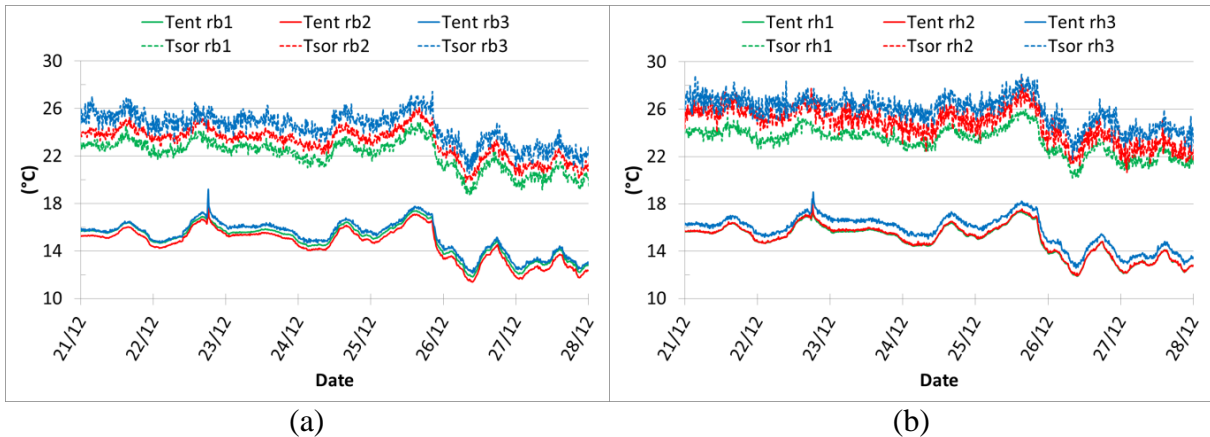 Tent rb1 Tent rb2 Tent rb3
Tsor rb1 Tsor rb2 Tsor rb3
30
26
22
18
14
10
(°C)
21/12 22/12 23/12 24/12 25/12 26/12 27/12 28/12
Date
(a)
Tent rh1 Tent rh2 Tent rh3
Tsor rh1 Tsor rh2 Tsor rh3
30
26
22
18
14
10
(°C)
21/12 22/12 23/12 24/12 25/12 26/12 27/12 28/12
Date
(b)